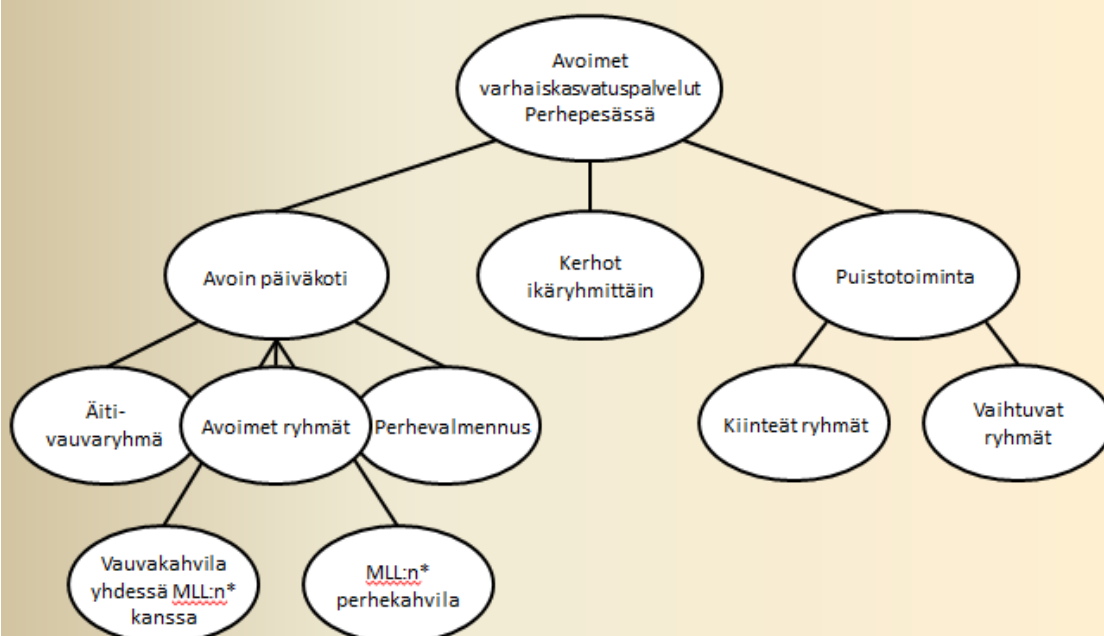 Avoimet
varhaiskasvatuspalvelut
Perhepesässä
Avoin päiväkoti
Kerhot
ikäryhmittäin
Puistotoiminta
Äiti-
vauvaryhmä
Avoimet ryhmät
Perhevalmennus
Kiinteät ryhmät
Vaihtuvat
ryhmät
Vauvakahvila
yhdessä MLL:n*
kanssa
MLL:n*
perhekahvila